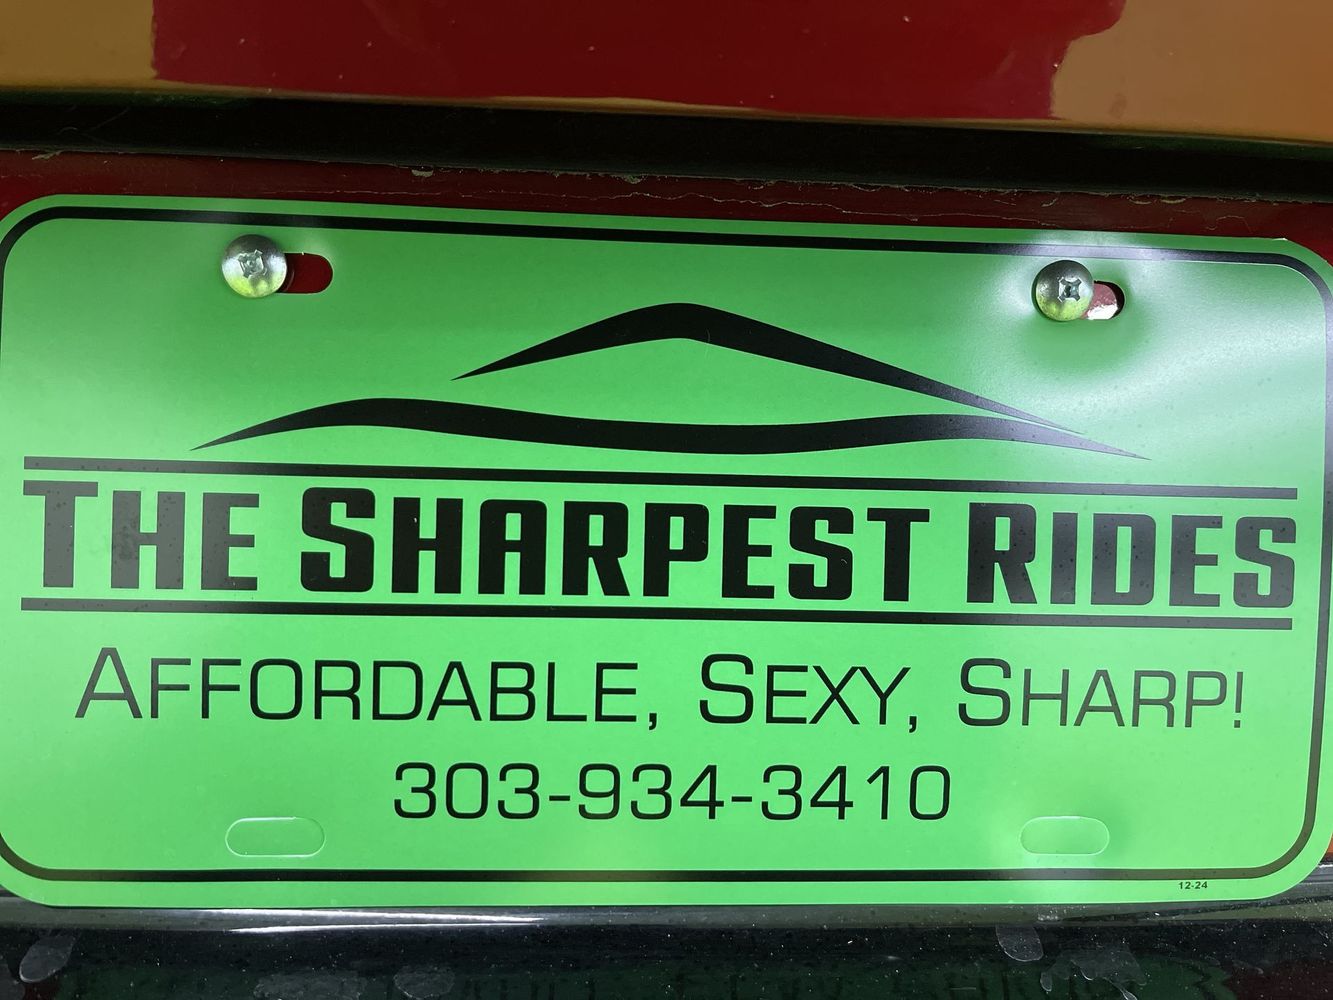 THE SHARPEST RIDES
AFFORDABLE, SEXY, SHARP!
303-934-3410
12-24